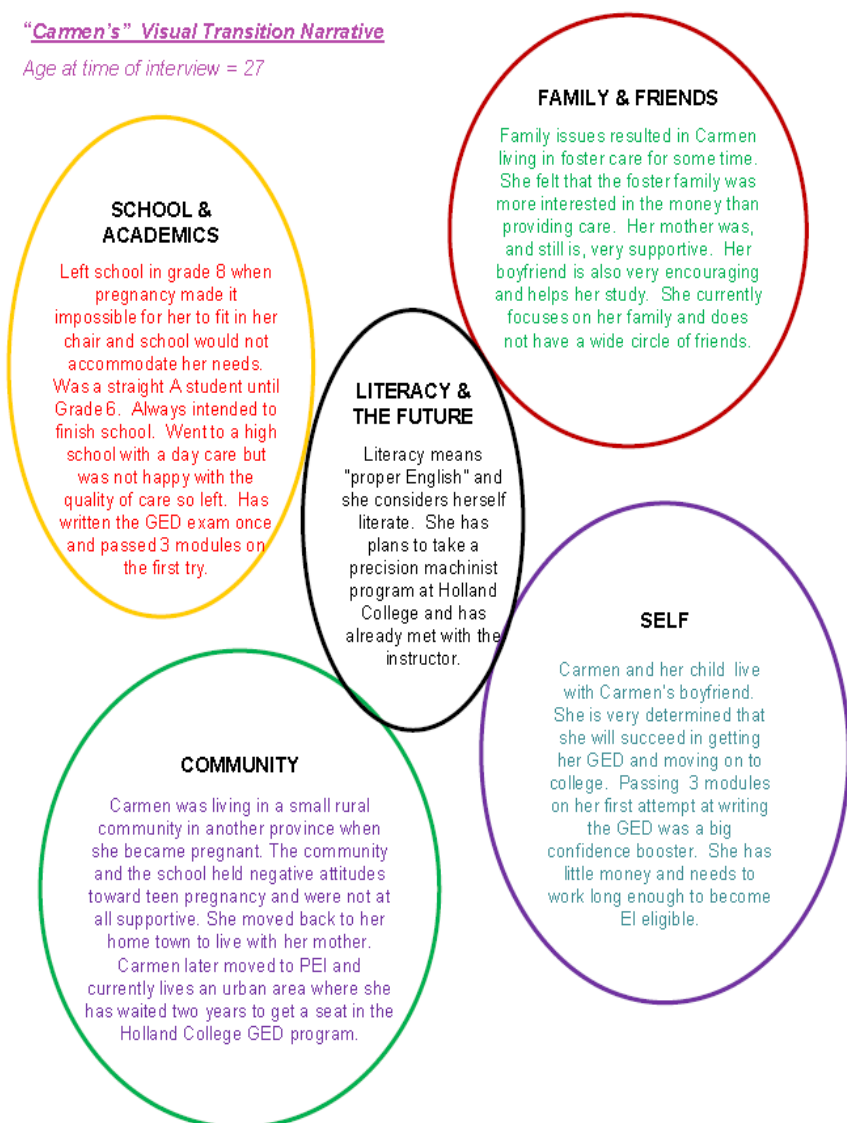 “Carmen’s” Visual Transition Narrative
Age at time of interview = 27
FAMILY & FRIENDS
Family issues resulted in Carmen
living in foster care for some time.
She felt that the foster family was
more interested in the money than
providing care. Her mother was,
and still is, very supportive. Her
boyfriend is also very encouraging
and helps her study. She currently
focuses on her family and does
not have a wide circle of friends.
SCHOOL &
ACADEMICS
Left school in grade 8 when
pregnancy made it
impossible for her to fit in her
chair and school would not
accommodate her needs.
Was a straight A student until
Grade 6. Always intended to
finish school. Went to a high
school with a day care but
was not happy with the
quality of care so left. Has
written the GED exam once
and passed 3 modules on
the first try.
LITERACY &
THE FUTURE
Literacy means
"proper English" and
she considers herself
literate. She has
plans to take a
precision machinist
program at Holland
College and has
already met with the
instructor.
SELF
Carmen and her child live
with Carmen's boyfriend.
She is very determined that
she will succeed in getting
her GED and moving on to
college. Passing 3 modules
on her first attempt at writing
the GED was a big
confidence booster. She has
little money and needs to
work long enough to become
EI eligible.
COMMUNITY
Carmen was living in a small rural
community in another province when
she became pregnant. The community
and the school held negative attitudes
toward teen pregnancy and were not at
all supportive. She moved back to her
home town to live with her mother.
Carmen later moved to PEI and
currently lives an urban area where she
has waited two years to get a seat in the
Holland College GED program.